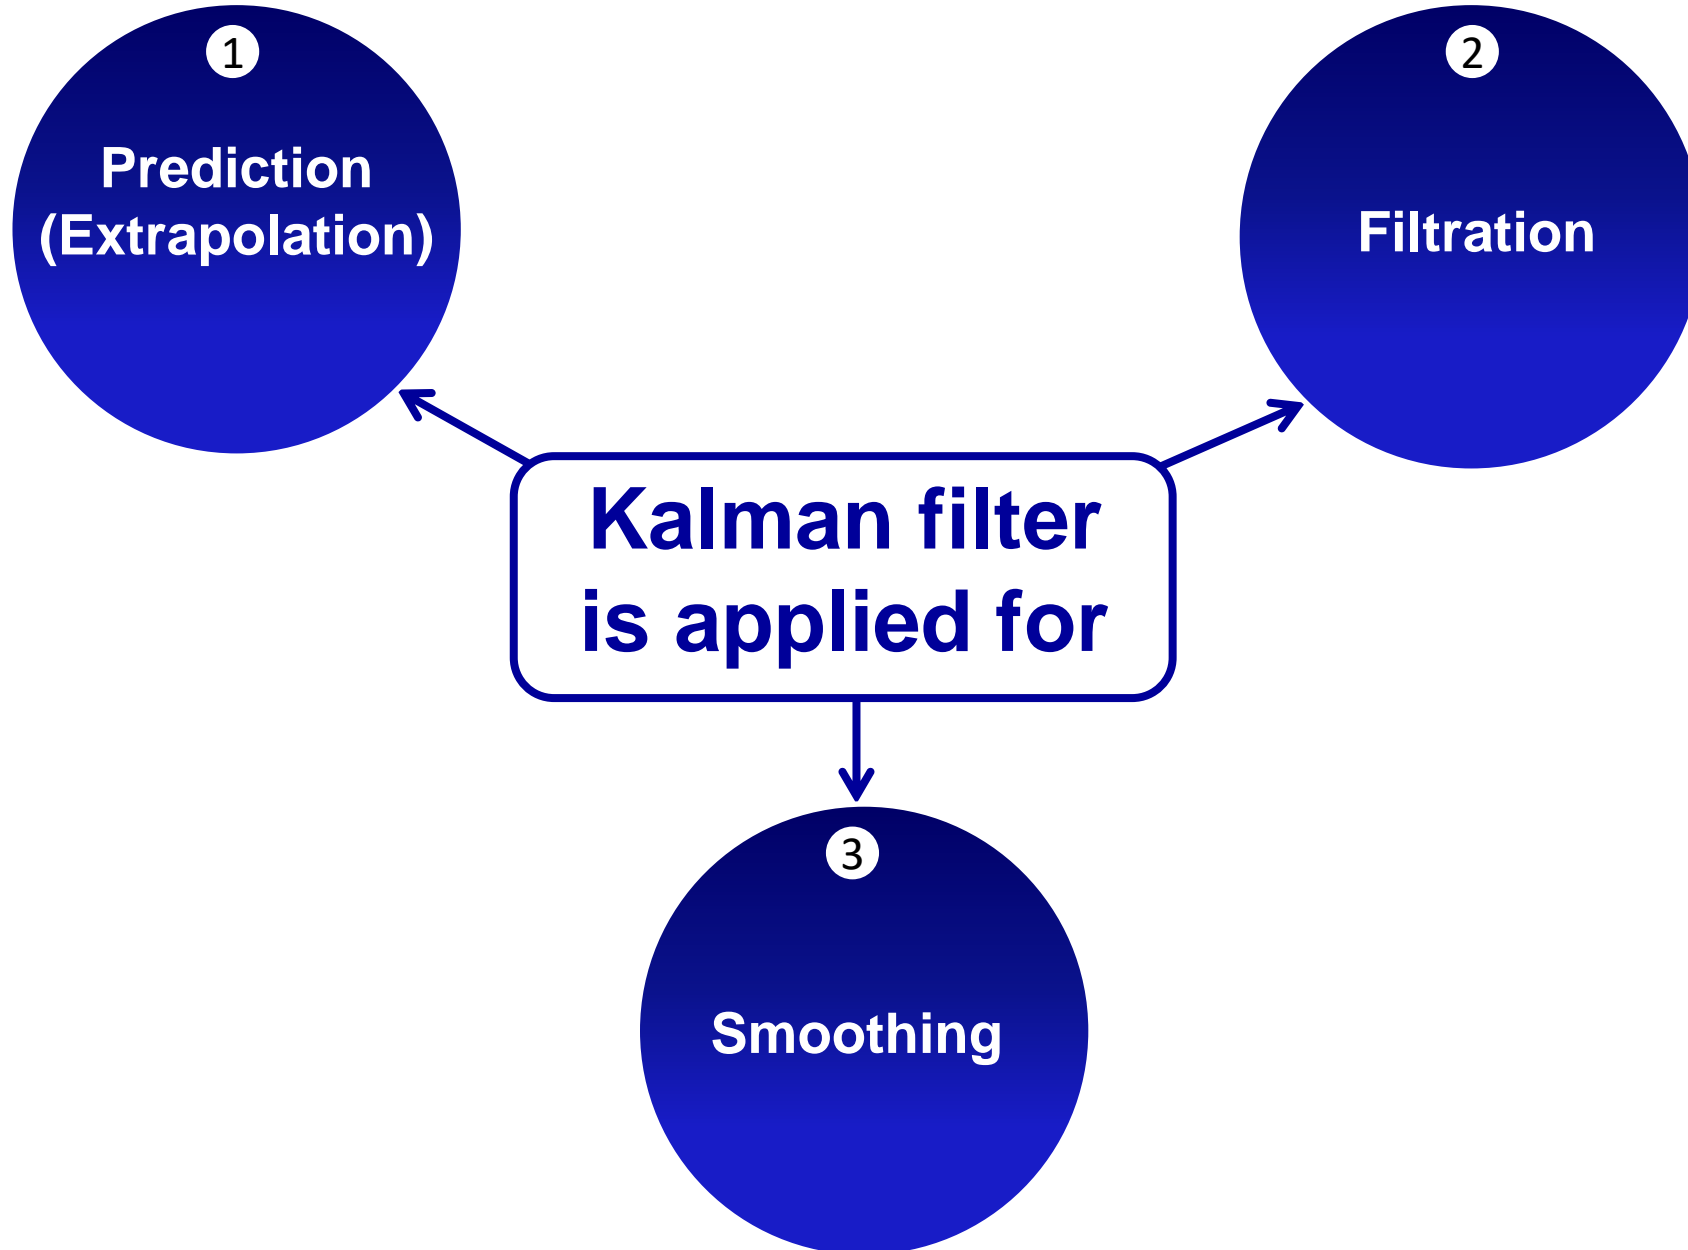 1
Prediction
(Extrapolation)
2
Filtration
Kalman filter
is applied for
3
Smoothing